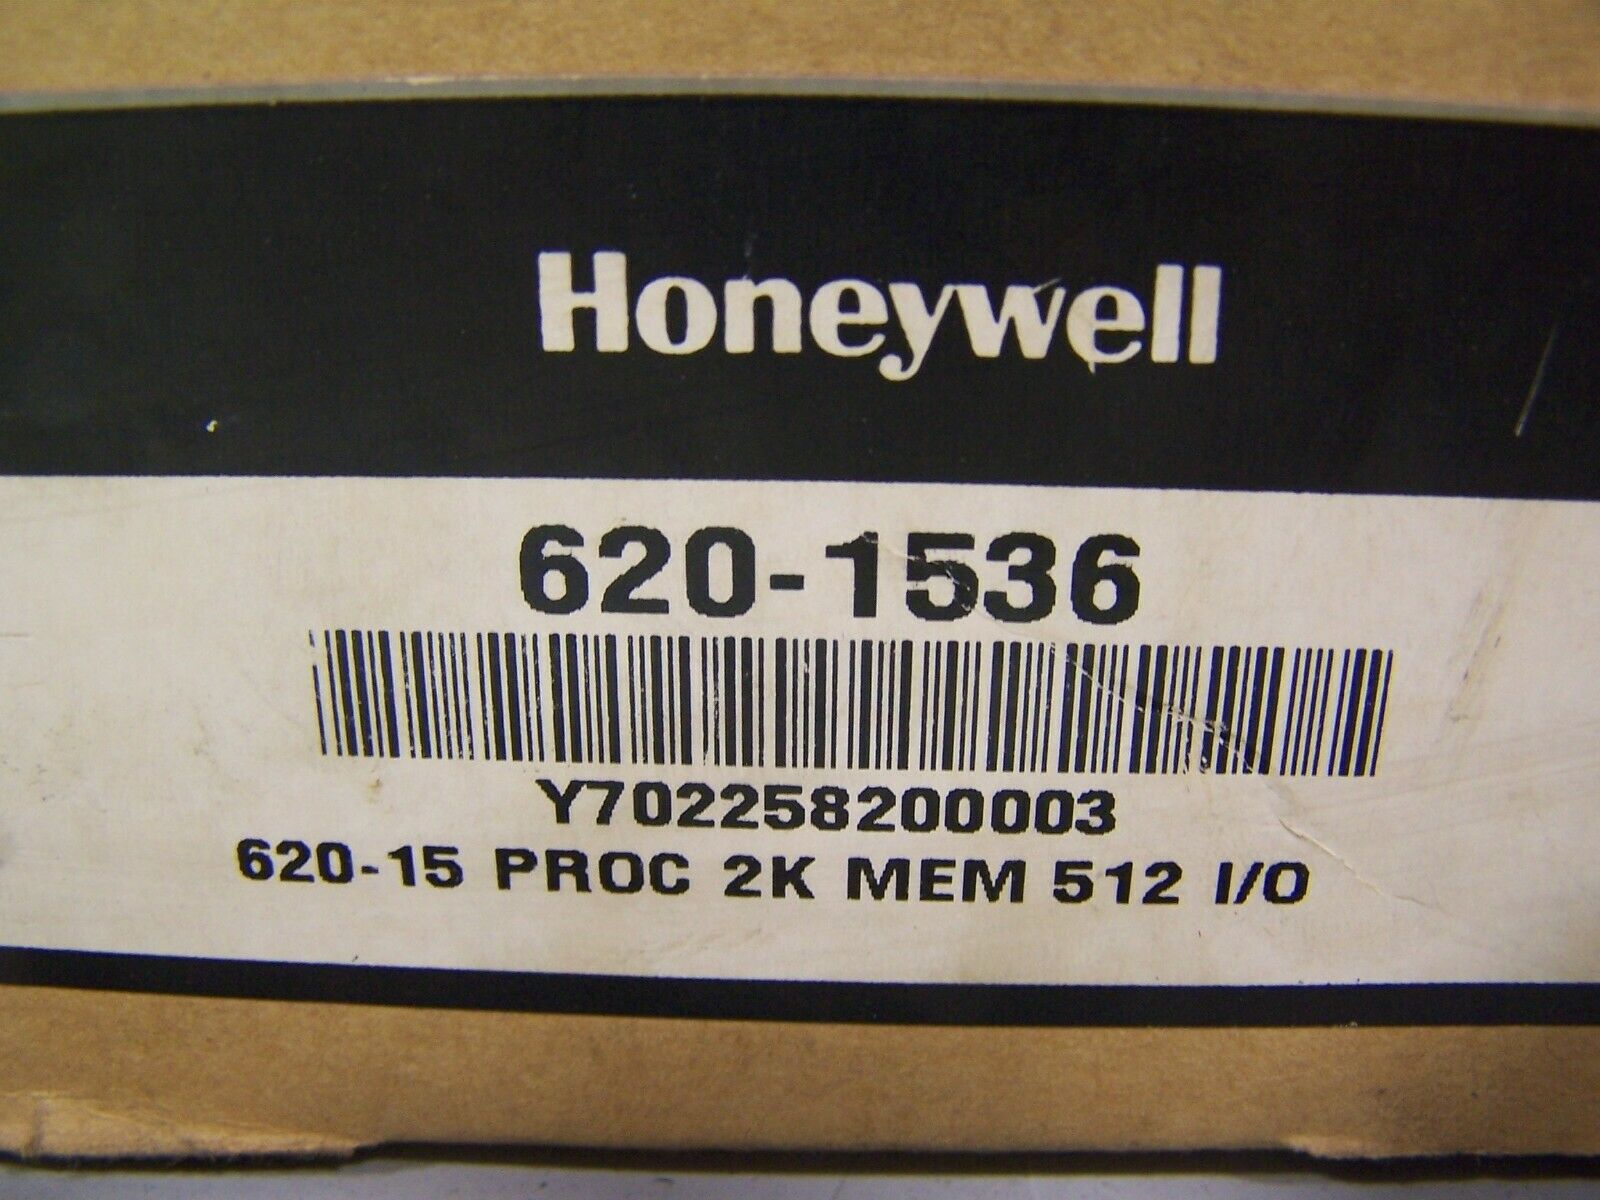 Honeywell
620-1536
Y702258200003
620-15 PROC 2K MEM 512 I/O